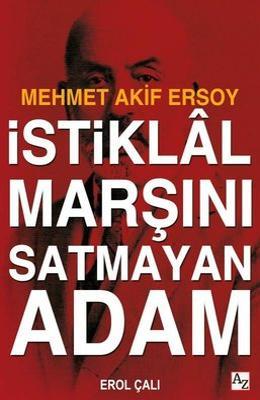 MEHMET AKİF ERSOY
İSTİKLÂL
MARŞINI
SATMAYAN
ADAM
EROL ÇALI
AZ